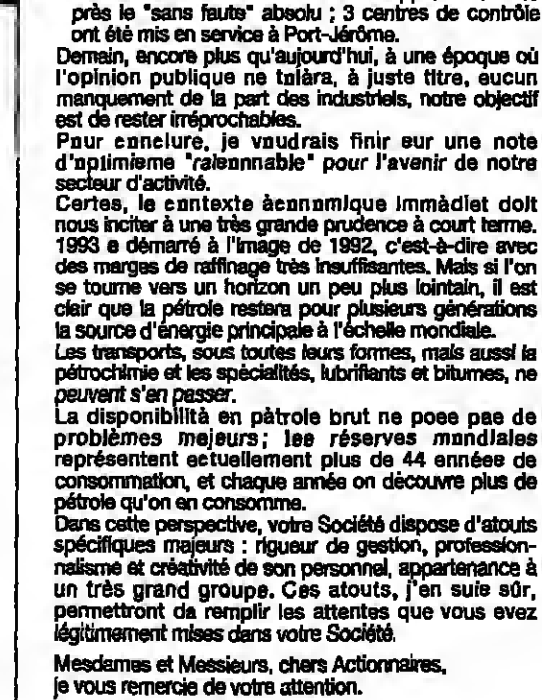 près le "sans faute" absolu ; 3 centres de contrôle
ont été mis en service à Port-Jérôme.
Demain, encore plus qu'aujourd'hui, à une époque où
l'opinion publique ne tolère, à juste titre, aucun
manquement de la part des industriels, notre objectif
est de rester irréprochables.
Pour conclure, je voudrais finir sur une note
d'optimisme "raisonnable" pour l'avenir de notre
secteur d'activité.
Certes, le contexte économique immédiat doit
nous inciter à une très grande prudence à court terme.
1993 a démarré à l'image de 1992, c'est-à-dire avec
des marges de raffinage très insuffisantes. Mais si l'on
se tourne vers un horizon un peu plus lointain, il est
clair que le pétrole restera pour plusieurs générations
la source d'énergie principale à l'échelle mondiale.
Les transports, sous toutes leurs formes, mais aussi la
pétrochimie et les spécialités, lubrifiants et bitumes, ne
peuvent s'en passer.
La disponibilité en pétrole brut ne pose pas de
problèmes majeurs; les réserves mondiales
représentent actuellement plus de 44 années de
consommation, et chaque année on découvre plus de
pétrole qu'on en consomme.
Dans cette perspective, votre Société dispose d'atouts
spécifiques majeurs : rigueur de gestion, profession-
nalisme et créativité de son personnel, appartenance à
un très grand groupe. Ces atouts, j'en suis sûr,
permettront de remplir les attentes que vous avez
légitimement mises dans votre Société.
Mesdames et Messieurs, chers Actionnaires,
je vous remercie de votre attention.